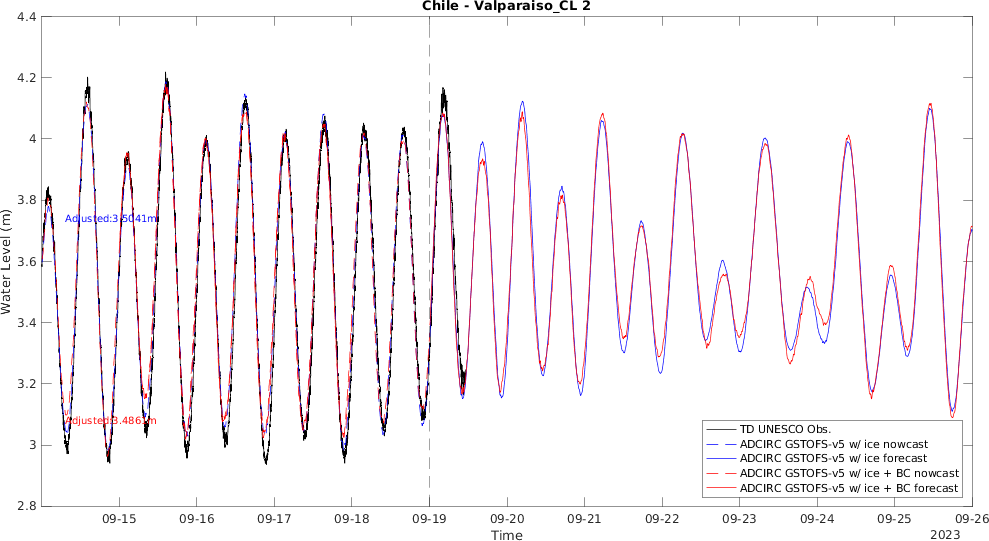 Chile - Valparaiso_CL 2
Water Level (m)
4.4
4.2
4
3.8
3.6
3.4
3.2
3
2.8
Adjusted:3.5041m
TD UNESCO Obs.
ADCIRC GSTOFS-v5 w/ ice nowcast
ADCIRC GSTOFS-v5 w/ ice forecast
ADCIRC GSTOFS-v5 w/ ice + BC nowcast
ADCIRC GSTOFS-v5 w/ ice + BC forecast
09-15 09-16 09-17 09-18 09-19 09-20 09-21 09-22 09-23 09-24 09-25 09-26
Time
2023